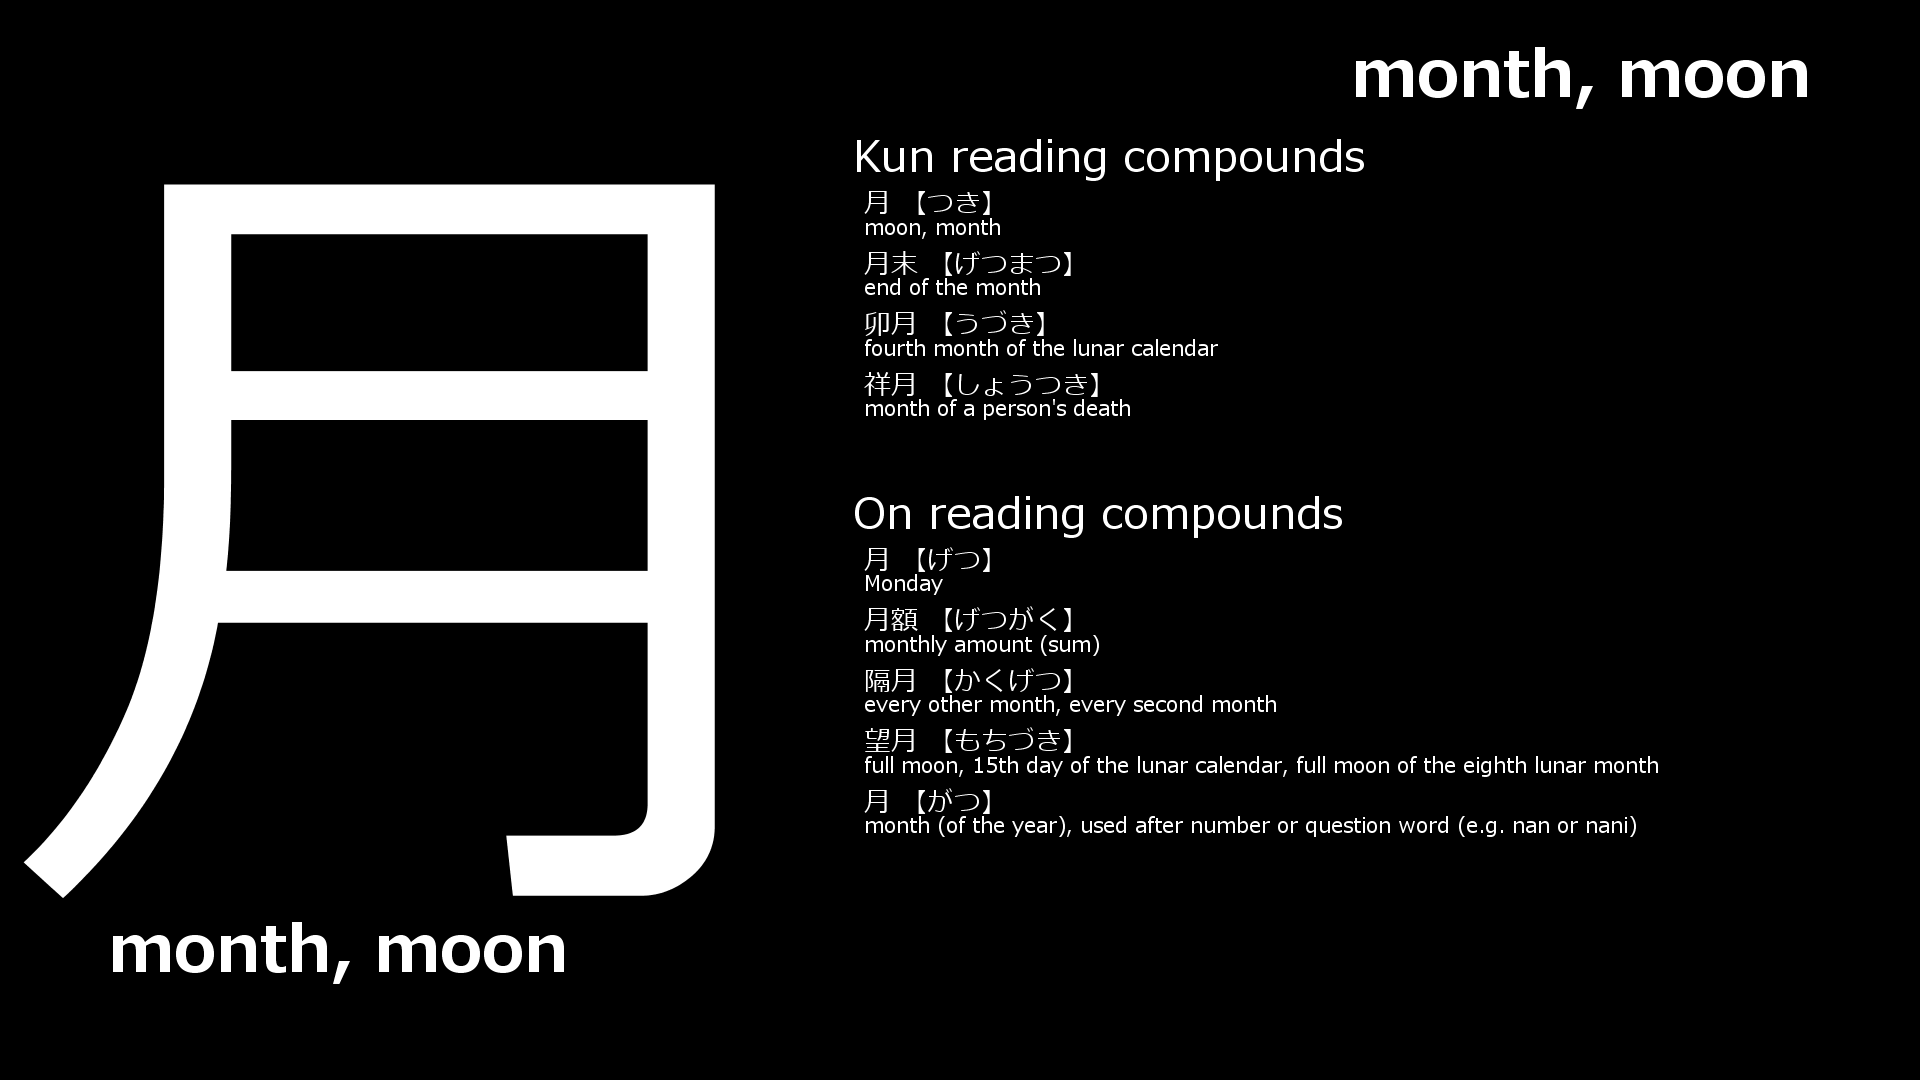 month, moon
月
month, moon
Kun reading compounds
月 【つき】
moon, month
月末 【げつまつ】
end of the month
卯月 【うづき】
fourth month of the lunar calendar
祥月 【しょうつき】
month of a person's death
On reading compounds
月 【げつ】
Monday
月額 【げつがく】
monthly amount (sum)
隔月 【かくげつ】
every other month, every second month
望月 【もちづき】
full moon, 15th day of the lunar calendar, full moon of the eighth lunar month
月 【がつ】
month (of the year), used after number or question word (e.g. nan or nani)